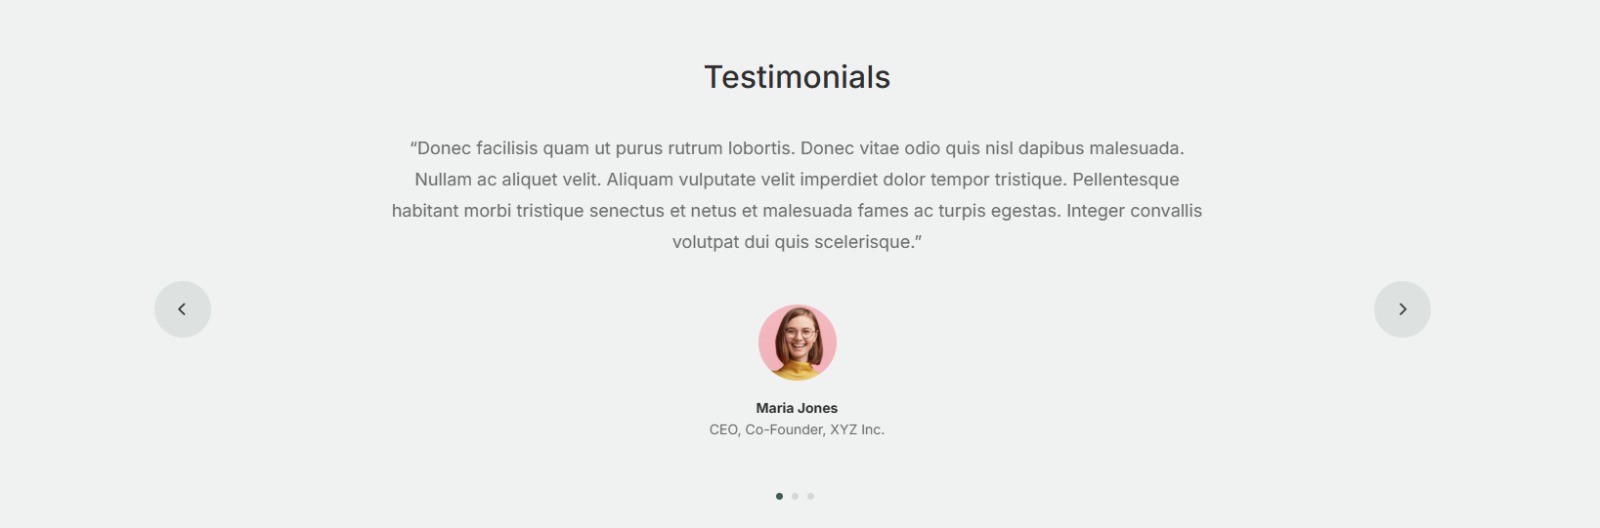 Testimonials
“Donec facilisis quam ut purus rutrum lobortis. Donec vitae odio quis nisl dapibus malesuada.
Nullam ac aliquet velit. Aliquam vulputate velit imperdiet dolor tempor tristique. Pellentesque
habitant morbi tristique senectus et netus et malesuada fames ac turpis egestas. Integer convallis
volutpat dui quis scelerisque.”
Maria Jones
CEO, Co-Founder, XYZ Inc.